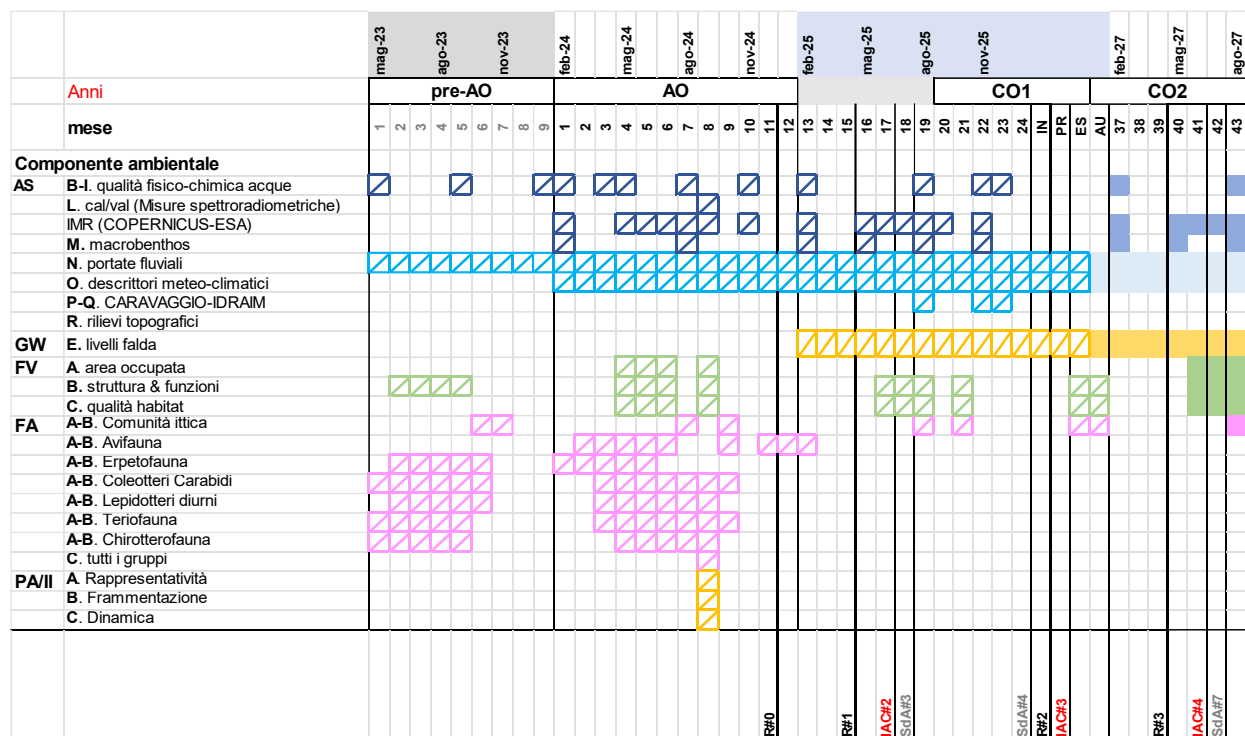 mag-23 ago-23 nov-23 feb-24 mag-24 ago-24 nov-24 feb-25 mag-25 ago-25 nov-25 feb-27 mag-27 ago-27
Anni pre-AO AO CO1 CO2
mese 1 2 3 4 5 6 7 8 9 1 2 3 4 5 6 7 8 9 10 11 12 13 14 15 16 17 18 19 20 21 22 23 24 IN PR ES AU 37 38 39 40 41 42 43
Componente ambientale
AS B-I. qualità fisico-chimica acque
L. cal/val (Misure spettroradiometriche)
IMR (COPERNICUS-ESA)
M. macrobenthos
N. portate fluviali
O. descrittori meteo-climatici
P-Q. CARAVAGGIO-IDRAIM
R. rilievi topografici
GW E. livelli falda
FV A. area occupata
B. struttura & funzioni
C. qualità habitat
FA A-B. Comunità ittica
A-B. Avifauna
A-B. Erpetofauna
A-B. Coleotteri Carabidi
A-B. Lepidotteri diurni
A-B. Teriofauna
A-B. Chirotterofauna
C. tutti i gruppi
PA/II A. Rappresentatività
B. Frammentazione
C. Dinamica
R#0 R#1 IAC#2 SdA#3 SdA#4 R#2 IAC#3 R#3 IAC#4 SdA#7